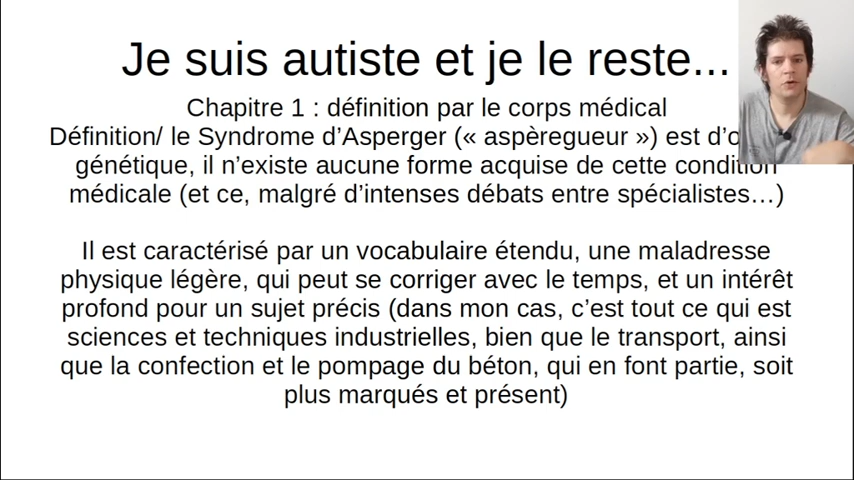 Je suis autiste et je le reste...
Chapitre 1 : définition par le corps médical
Définition/ le Syndrome d’Asperger (« aspèregueur ») est
génétique, il n’existe aucune forme acquise de cette condition
médicale (et ce, malgré d’intenses débats entre spécialistes…)
Il est caractérisé par un vocabulaire étendu, une maladresse
physique légère, qui peut se corriger avec le temps, et un intérêt
profond pour un sujet précis (dans mon cas, c’est tout ce qui est
sciences et techniques industrielles, bien que le transport, ainsi
que la confection et le pompage du béton, qui en font partie, soit
plus marqués et présent)